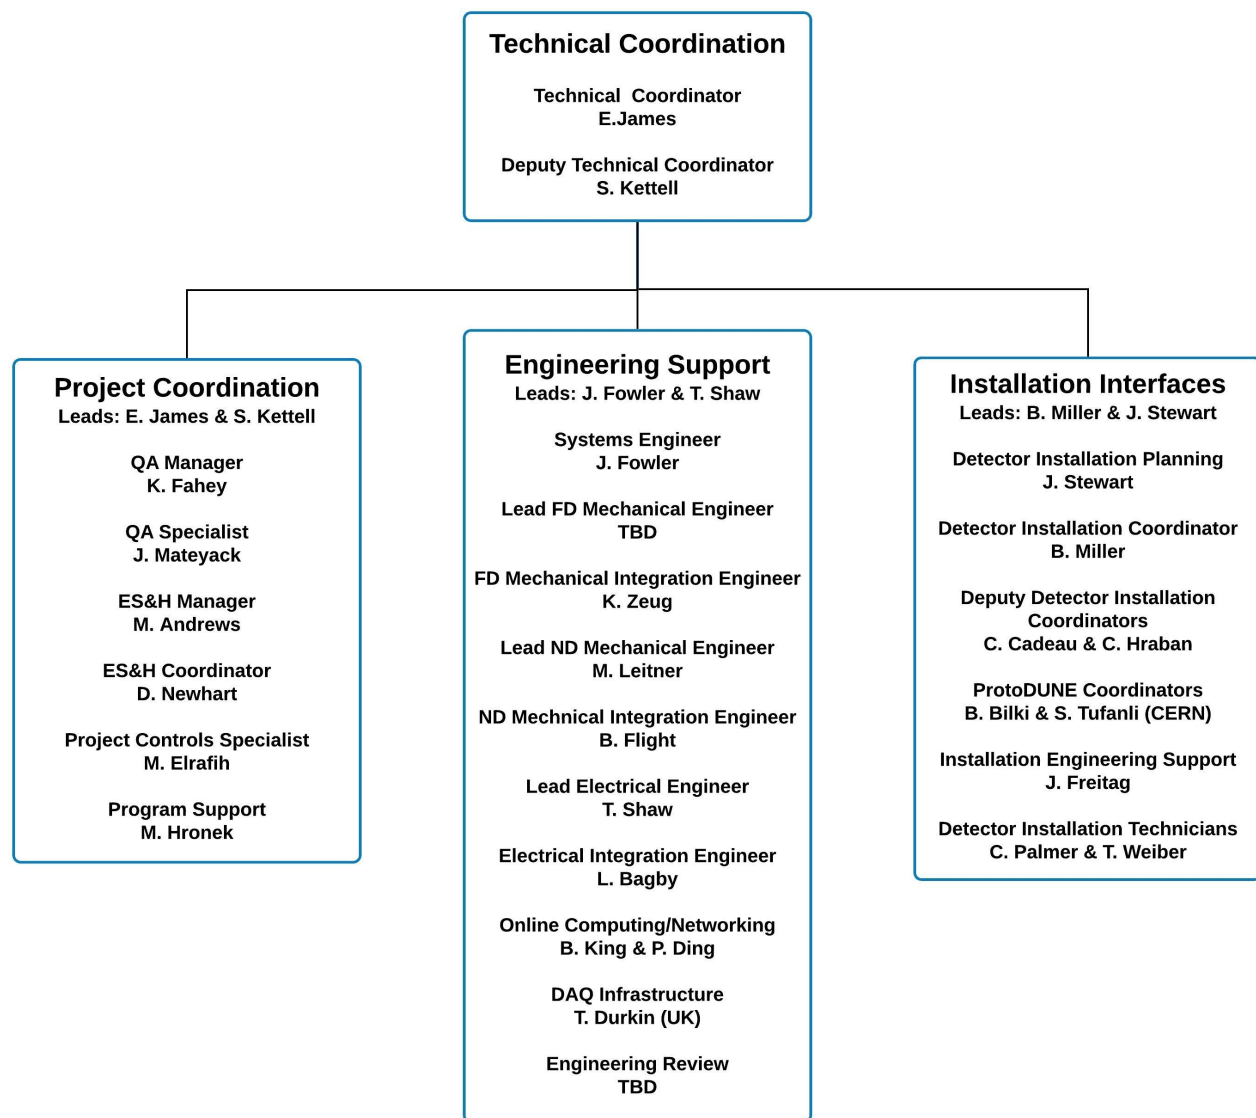 Technical Coordination
Technical  Coordinator
E.James
Deputy Technical Coordinator
S. Kettell
Project Coordination
Leads: E. James & S. Kettell
QA Manager
K. Fahey
QA Specialist
J. Mateyack
ES&H Manager
M. Andrews
ES&H Coordinator
D. Newhart
Project Controls Specialist
M. Elrafih
Program Support
M. Hronek
Engineering Support
Leads: J. Fowler & T. Shaw
Systems Engineer
J. Fowler
Lead FD Mechanical Engineer
TBD
FD Mechanical Integration Engineer
K. Zeug
Lead ND Mechanical Engineer
M. Leitner
ND Mechnical Integration Engineer
B. Flight
Lead Electrical Engineer
T. Shaw
Electrical Integration Engineer
L. Bagby
Online Computing/Networking
B. King & P. Ding
DAQ Infrastructure
T. Durkin (UK)
Engineering Review
TBD
Installation Interfaces
Leads: B. Miller & J. Stewart
Detector Installation Planning
J. Stewart
Detector Installation Coordinator
B. Miller
Deputy Detector Installation
Coordinators
C. Cadeau & C. Hraban
ProtoDUNE Coordinators
B. Bilki & S. Tufanli (CERN)
Installation Engineering Support
J. Freitag
Detector Installation Technicians
C. Palmer & T. Weiber